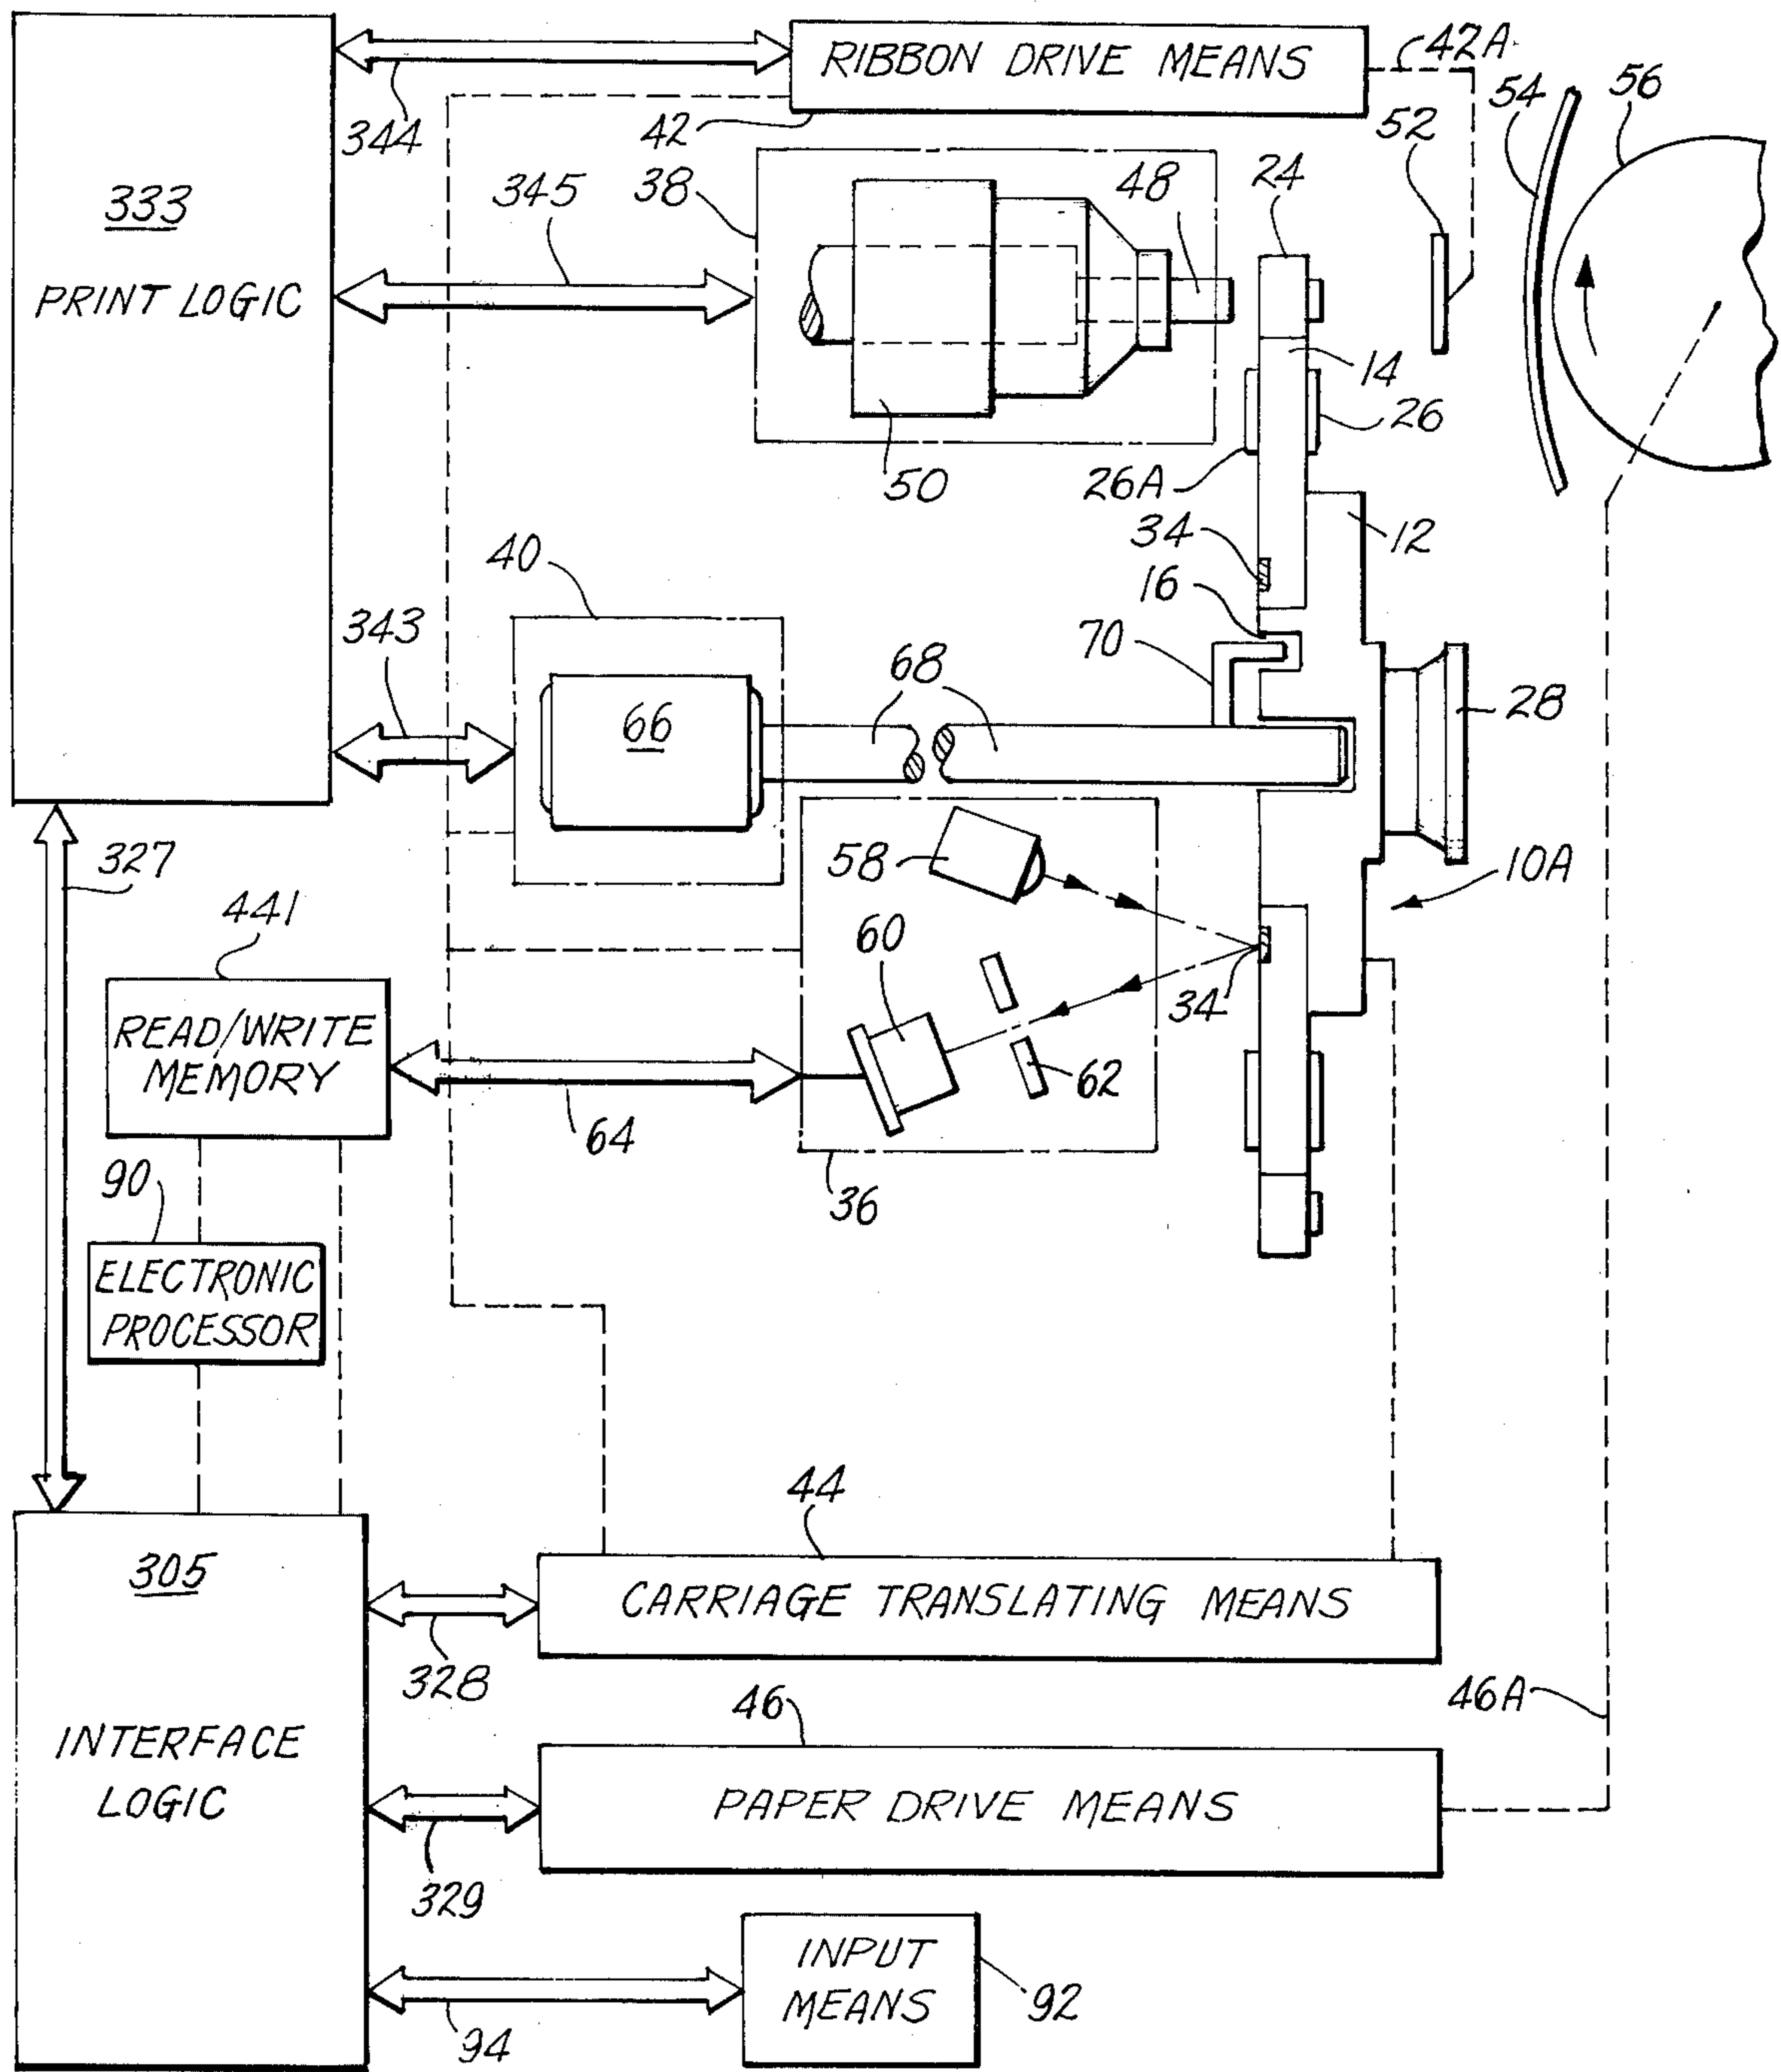 RIBBON DRIVE MEANS
42A
54
56
344
42
52
333
345
38
48
24
PRINT LOGIC
14
26
50
26A
12
34
40
16
343
70
68
28
66
327
58
10A
441
60
34
READ/WRITE
MEMORY
62
64
90
36
ELECTRONIC
PROCESSOR
44
305
CARRIAGE TRANSLATING MEANS
328
46
46A
INTERFACE
LOGIC
PAPER DRIVE MEANS
329
INPUT
MEANS
92
94